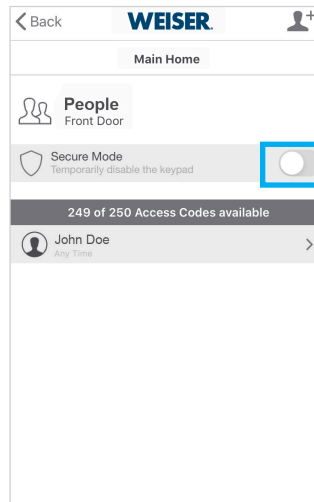 Back WEISER.
Main Home
People
Front Door
Secure Mode
Temporarily disable the keypad
249 of 250 Access Codes available
John Doe
Any Time